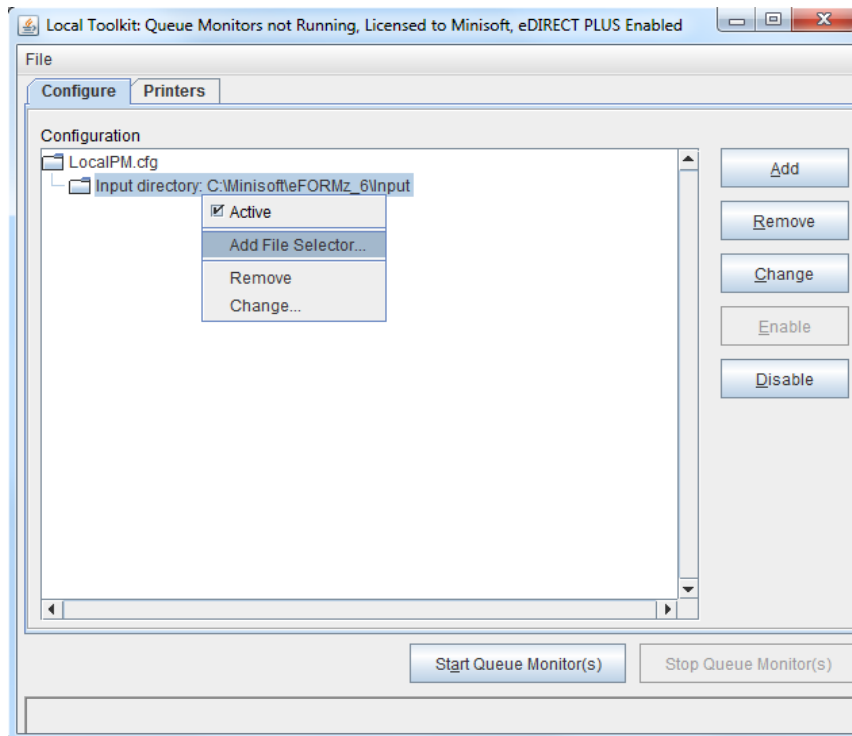 Local Toolkit: Queue Monitors not Running, Licensed to Minisoft, eDIRECT PLUS Enabled
File
Configure Printers
Configuration
LocalPM.cfg
Input directory: C:\Minisoft\eFORMz_6\Input
Active
Add File Selector...
Remove
Change...
Add
Remove
Change
Enable
Disable
Start Queue Monitor(s) Stop Queue Monitor(s)